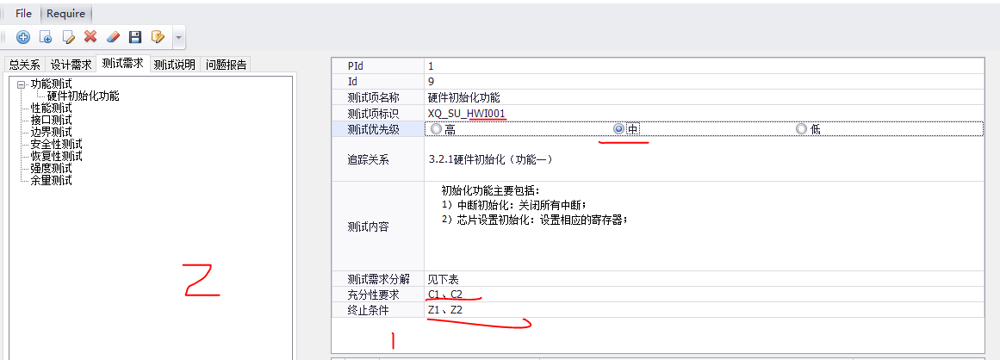 File Require
总关系 设计需求 测试需求 测试说明 问题报告
功能测试
硬件初始化功能
性能测试
接口测试
边界测试
安全性测试
恢复性测试
强度测试
余量测试
2
PId 1
Id 9
测试项名称 硬件初始化功能
测试项标识 XQ_SU_HWI001
测试优先级 高 中 低
追踪关系 3.2.1硬件初始化（功能一）
测试内容
初始化功能主要包括：
1）中断初始化：关闭所有中断；
2）芯片设置初始化：设置相应的寄存器；
测试需求分解 见下表
充分性要求 C1、C2
终止条件 Z1、Z2
1